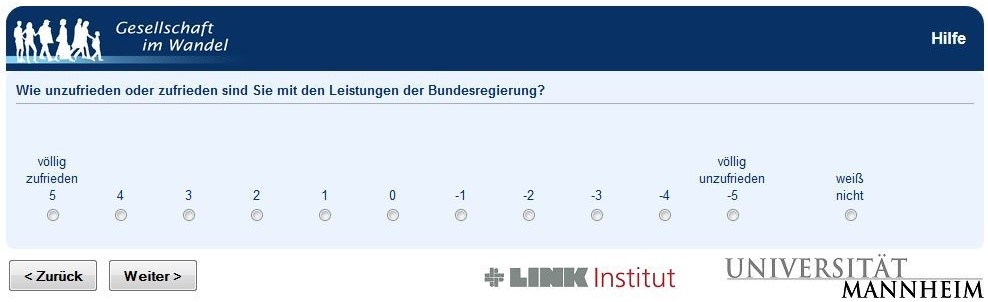 Gesellschaft
im Wandel
Hilfe
Wie unzufrieden oder zufrieden sind Sie mit den Leistungen der Bundesregierung?
völlig
zufrieden
völlig
unzufrieden
weiß
nicht
5 4 3 2 1 0 -1 -2 -3 -4 -5
< Zurück Weiter >
LINK Institut
UNIVERSITÄT
MANNHEIM